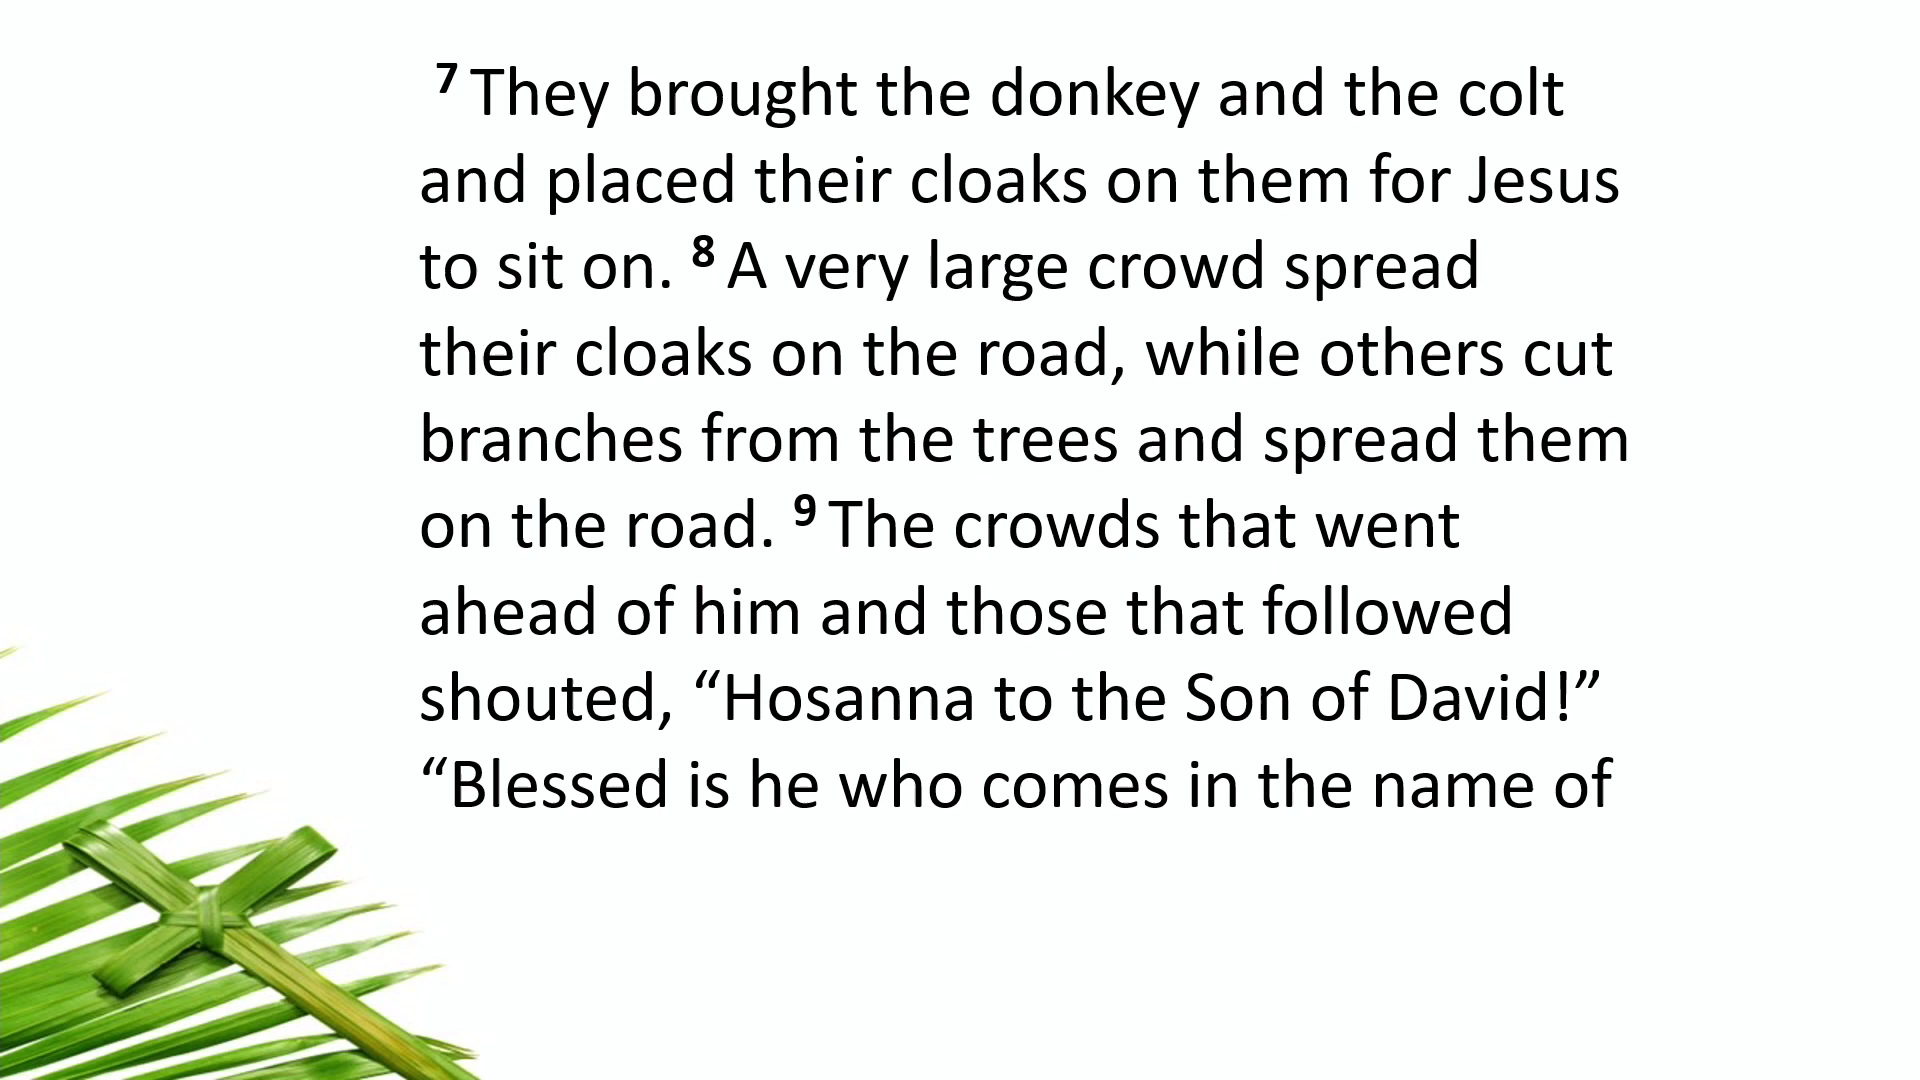 7 They brought the donkey and the colt
and placed their cloaks on them for Jesus
to sit on. 8 A very large crowd spread
their cloaks on the road, while others cut
branches from the trees and spread them
on the road. 9 The crowds that went
ahead of him and those that followed
shouted, “Hosanna to the Son of David!”
“Blessed is he who comes in the name of